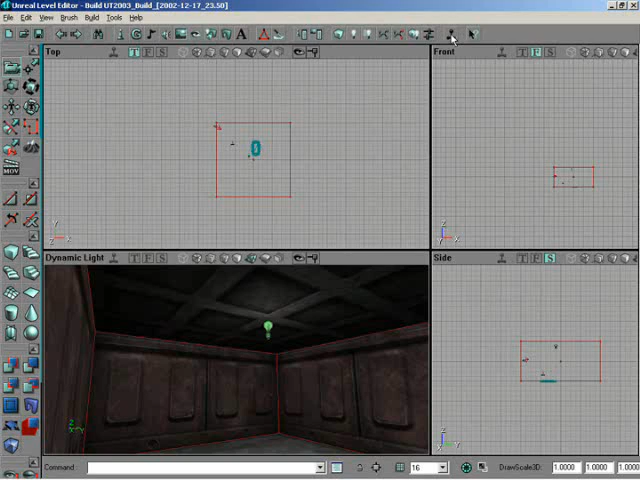 Unreal Level Editor - Build UT2003_Build_[2002-12-17_23.50]
File Edit View Brush Build Tools Help
Top T F S
Front T F S
Y
Z X
Z
Y X
MOV
Dynamic Light T F S
Side T F S
Z
Y
Z
X Y
Command: 16 DrawScale3D: 1.0000 1.0000 1.0000